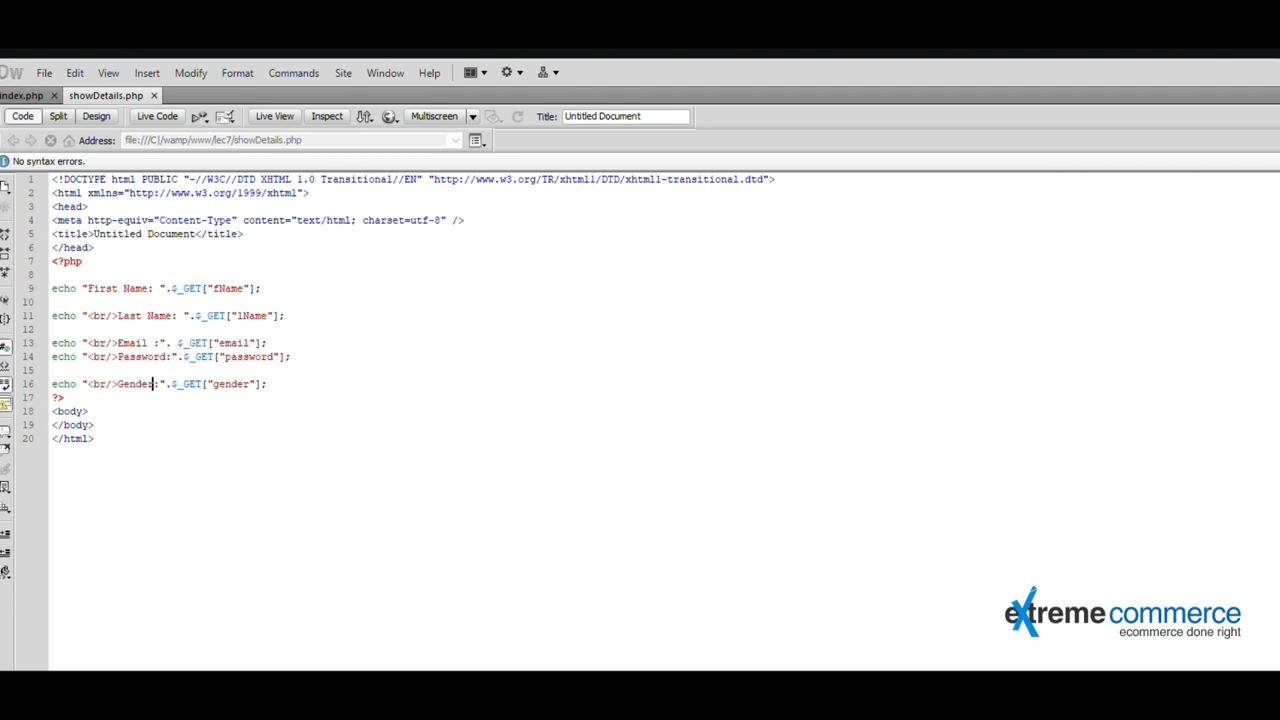 Dw File Edit View Insert Modify Format Commands Site Window Help
index.php × showDetails.php ×
Code Split Design Live Code Live View Inspect Multiscreen Title: Untitled Document
Address: file:///C|/wamp/www/lec7/showDetails.php
No syntax errors.
1 <!DOCTYPE html PUBLIC "-//W3C//DTD XHTML 1.0 Transitional//EN" "http://www.w3.org/TR/xhtml1/DTD/xhtml1-transitional.dtd">
2 <html xmlns="http://www.w3.org/1999/xhtml">
3 <head>
4 <meta http-equiv="Content-Type" content="text/html; charset=utf-8" />
5 <title>Untitled Document</title>
6 </head>
7 <?php
8
9 echo "First Name: ".$_GET["fName"];
10
11 echo "<br/>Last Name: ".$_GET["lName"];
12
13 echo "<br/>Email :". $_GET["email"];
14 echo "<br/>Password:".$_GET["password"];
15
16 echo "<br/>Gender:".$_GET["gender"];
17 ?>
18 <body>
19 </body>
20 </html>
extreme commerce
ecommerce done right